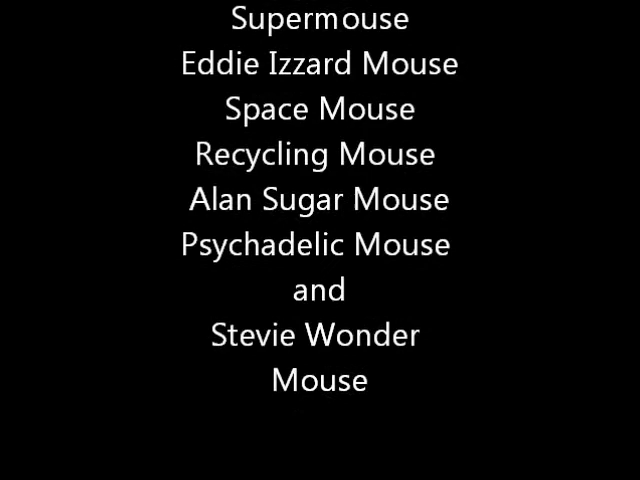 Supermouse
Eddie Izzard Mouse
Space Mouse
Recycling Mouse
Alan Sugar Mouse
Psychadelic Mouse
and
Stevie Wonder
Mouse